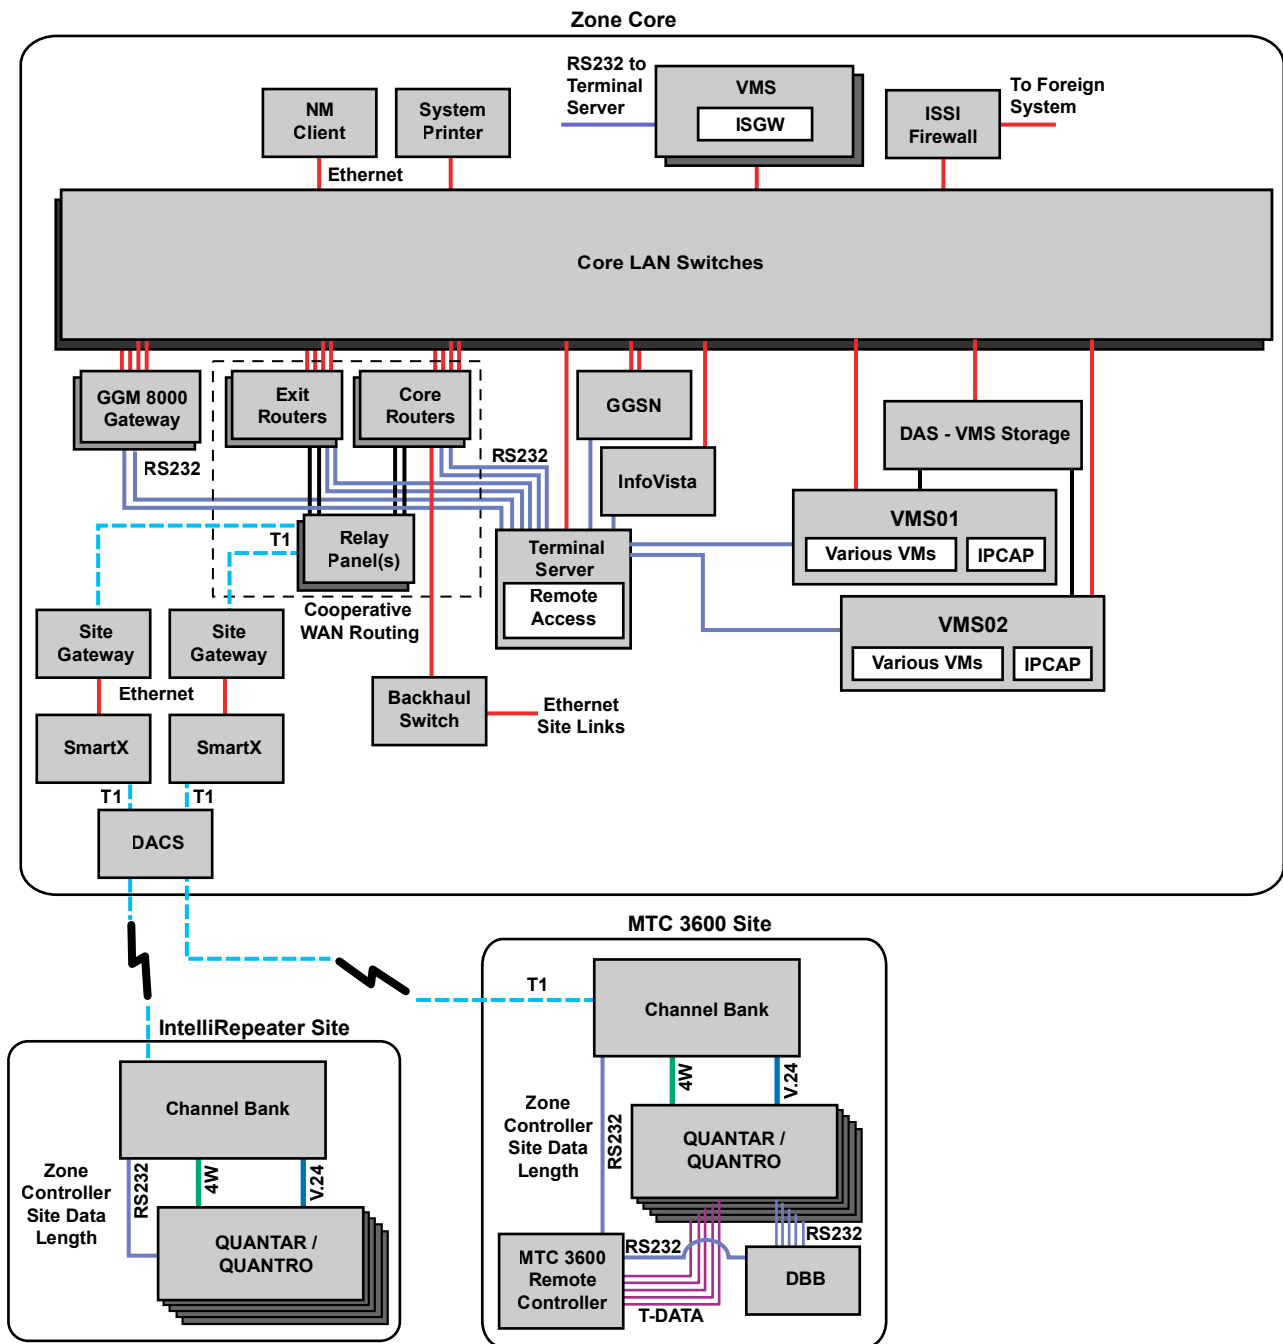 Zone Core
RS232 to
Terminal
Server
VMS
ISGW
To Foreign
System
NM
Client
System
Printer
ISSI
Firewall
Ethernet
Core LAN Switches
GGM 8000
Gateway
Exit
Routers
Core
Routers
GGSN
DAS - VMS Storage
RS232
RS232
InfoVista
VMS01
Various VMs
IPCAP
T1
Relay
Panel(s)
Terminal
Server
Remote
Access
Cooperative
WAN Routing
VMS02
Various VMs
IPCAP
Site
Gateway
Site
Gateway
Ethernet
Backhaul
Switch
Ethernet
Site Links
SmartX
SmartX
T1
T1
DACS
MTC 3600 Site
T1
Channel Bank
IntelliRepeater Site
Channel Bank
Zone
Controller
Site Data
Length
RS232
4W
V.24
QUANTAR /
QUANTRO
Zone
Controller
Site Data
Length
RS232
4W
V.24
QUANTAR /
QUANTRO
RS232
RS232
MTC 3600
Remote
Controller
DBB
T-DATA